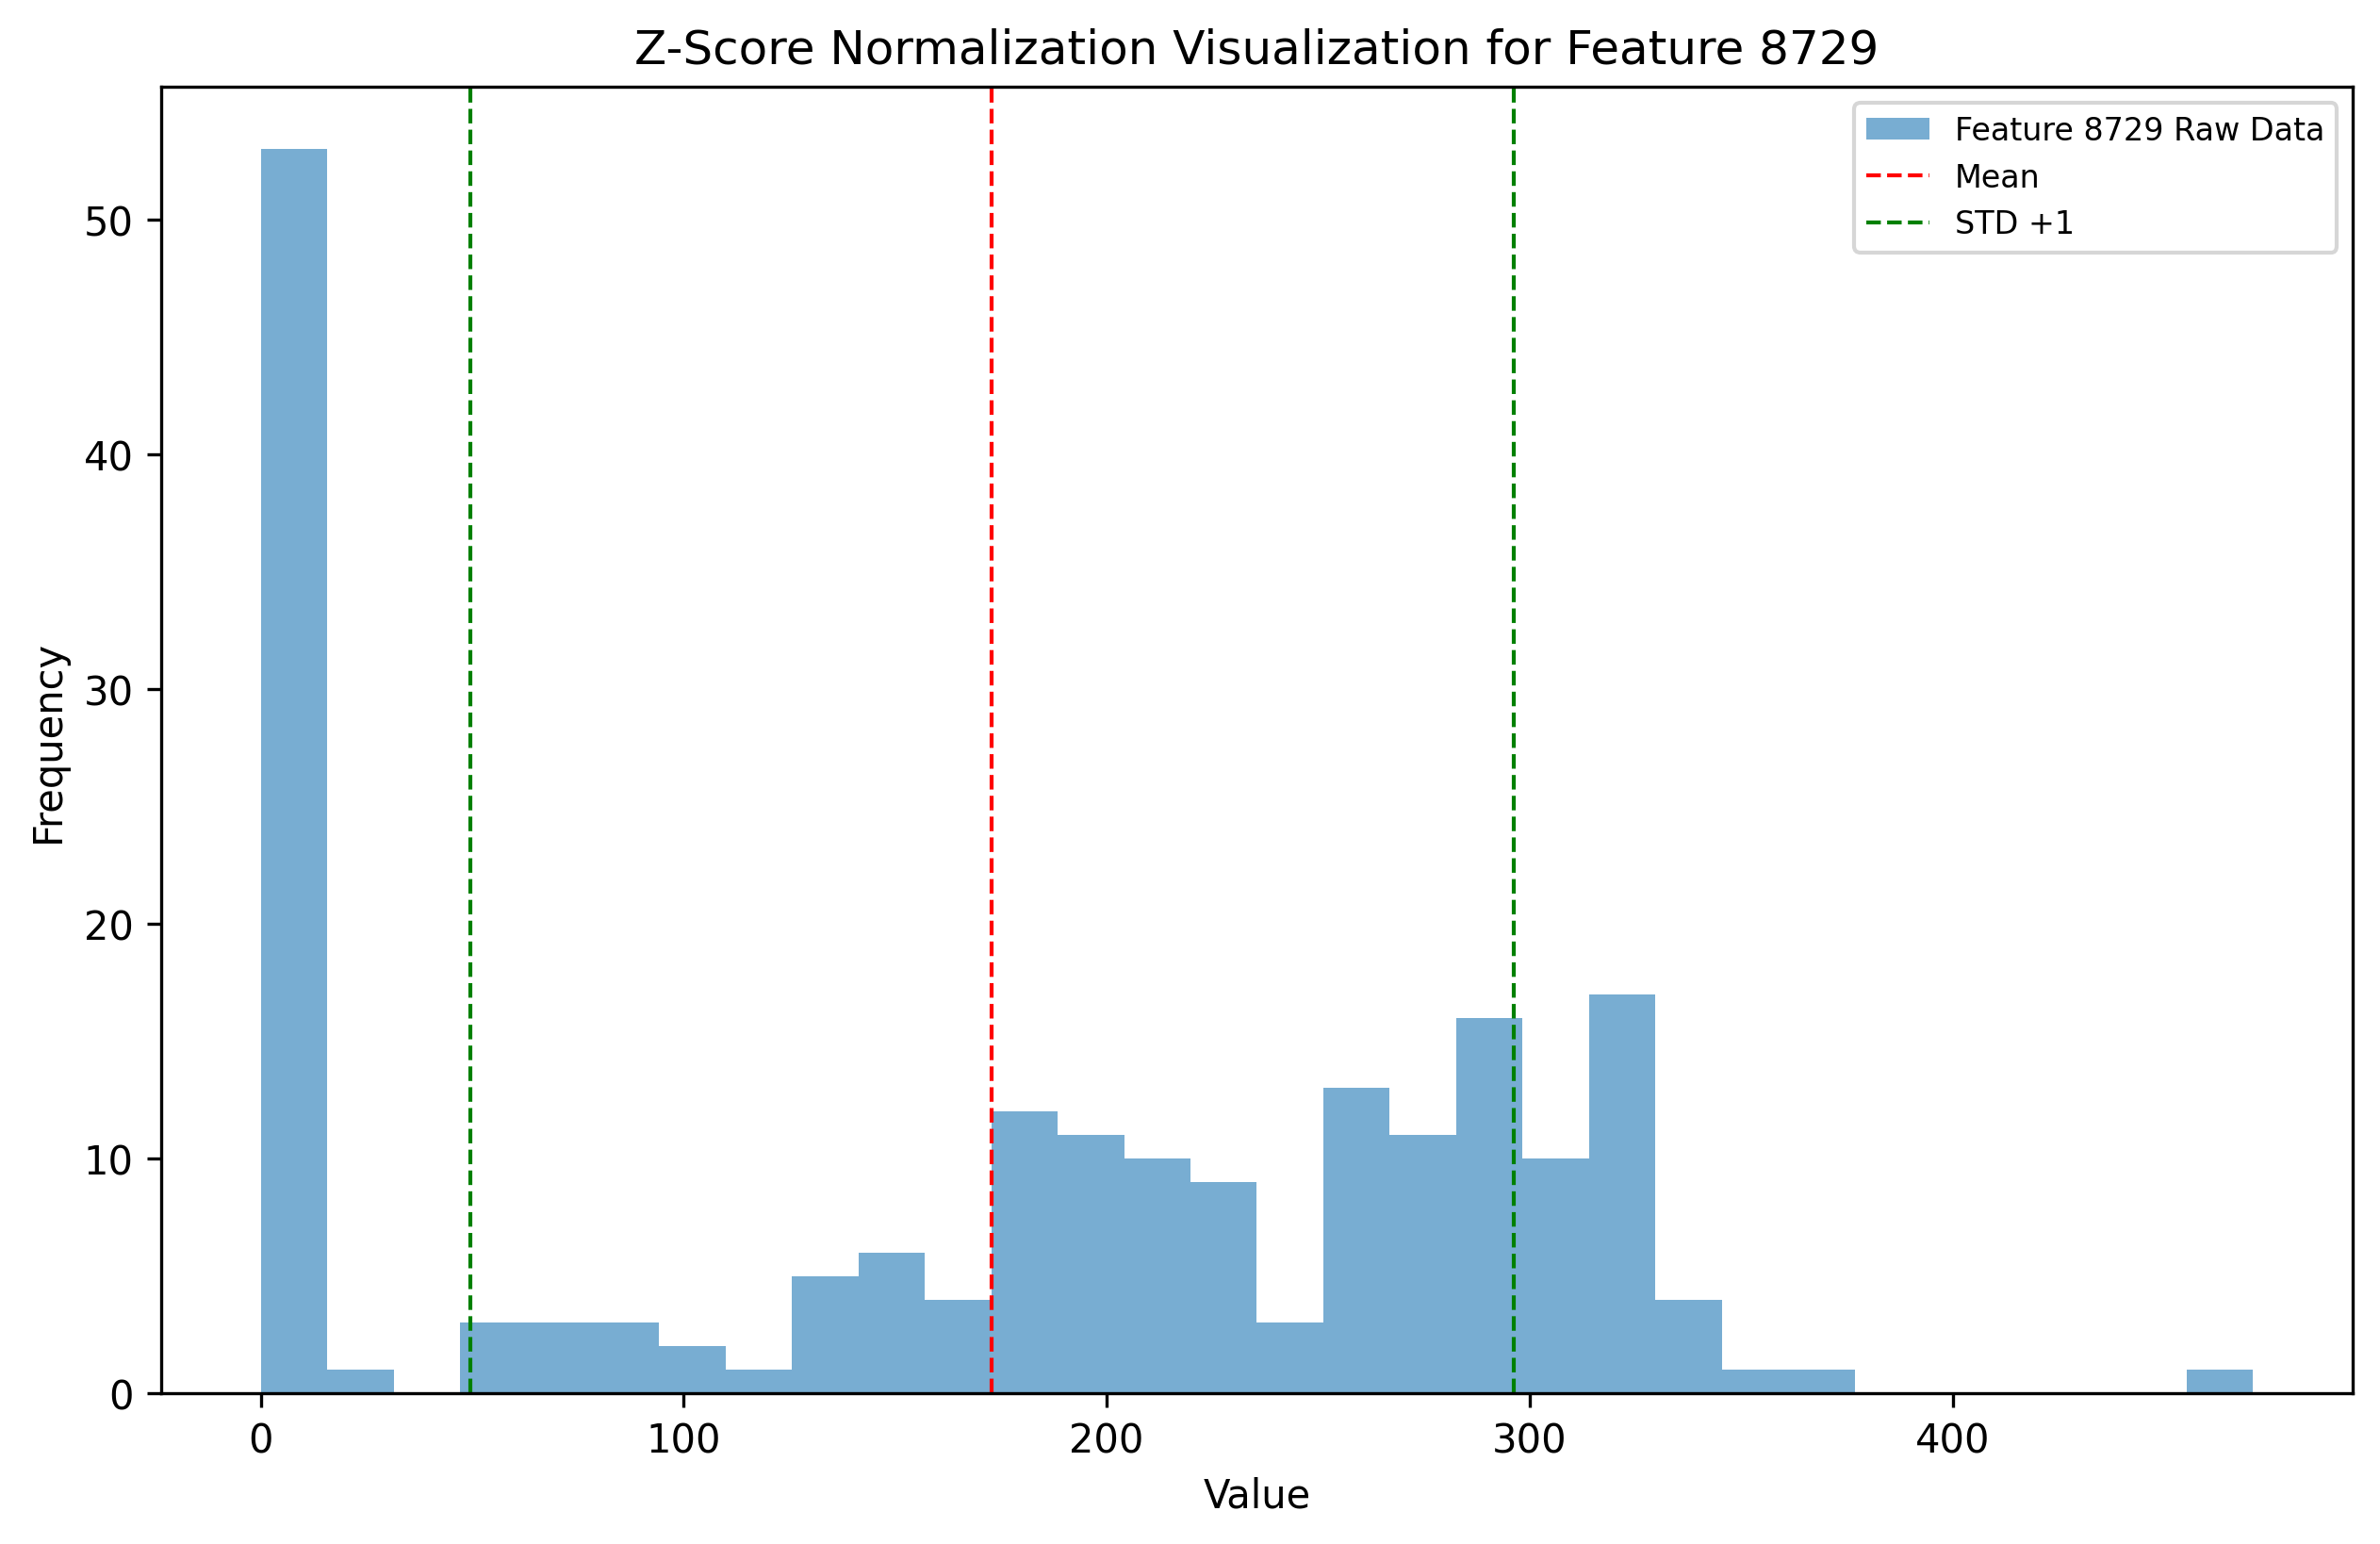 Z-Score Normalization Visualization for Feature 8729
Feature 8729 Raw Data
Mean
STD +1
Frequency
50
40
30
20
10
0
0 100 200 300 400
Value